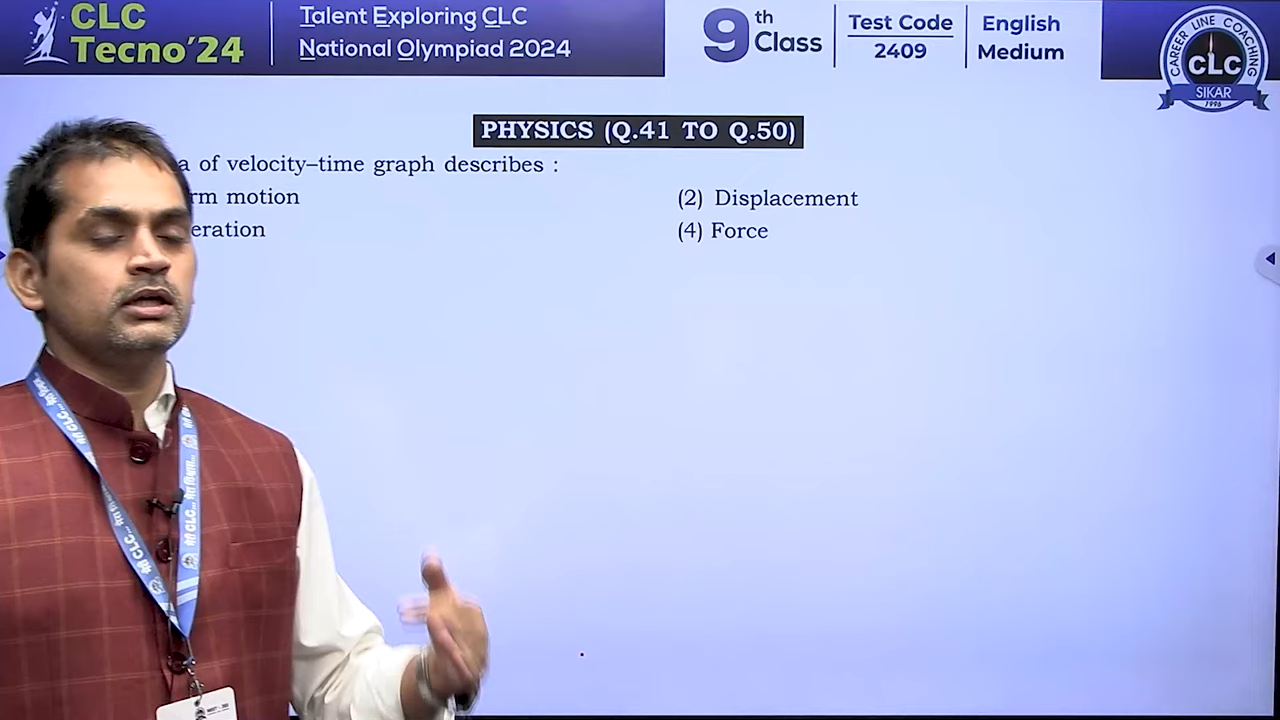 CLC
Tecno'24
Talent Exploring CLC
National Olympiad 2024
9th Class
Test Code
2409
English
Medium
CAREER LINE COACHING
CLC
SIKAR
1996
PHYSICS (Q.41 TO Q.50)
a of velocity–time graph describes :
rm motion
(2) Displacement
eration
(4) Force